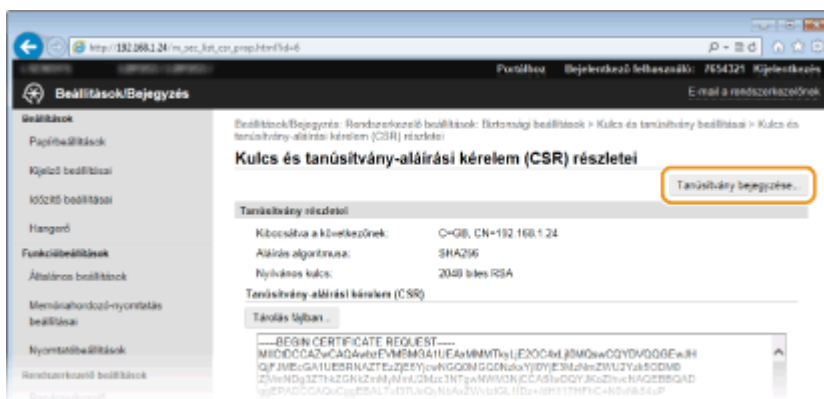 http://192.168.1.24/m_sec_list_csr_prop.html?id=6
Portálhoz Bejelentkező felhasználó: 7654321 Kijelentkezés
Beállítások/Bejegyzés
E-mail a rendszerkezelőnek
Beállítások
Papírbeállítások
Kijelző beállításai
Időzítő beállításai
Hangerő
Funkcióbeállítások
Általános beállítások
Memóriahordozó-nyomtatás
beállításai
Nyomtatóbeállítások
Rendszerkezelő beállítások
Beállítások/Bejegyzés: Rendszerkezelő beállítások: Biztonsági beállítások > Kulcs és tanúsítvány beállításai > Kulcs és
tanúsítvány-aláírási kérelem (CSR) részletei
Kulcs és tanúsítvány-aláírási kérelem (CSR) részletei
Tanúsítvány bejegyzése...
Tanúsítvány részletei
Kibocsátva a következőnek: C=GB, CN=192.168.1.24
Aláírás algoritmusa: SHA256
Nyilvános kulcs: 2048 bites RSA
Tanúsítvány-aláírási kérelem (CSR)
Tárolás fájlban...
-----BEGIN CERTIFICATE REQUEST-----